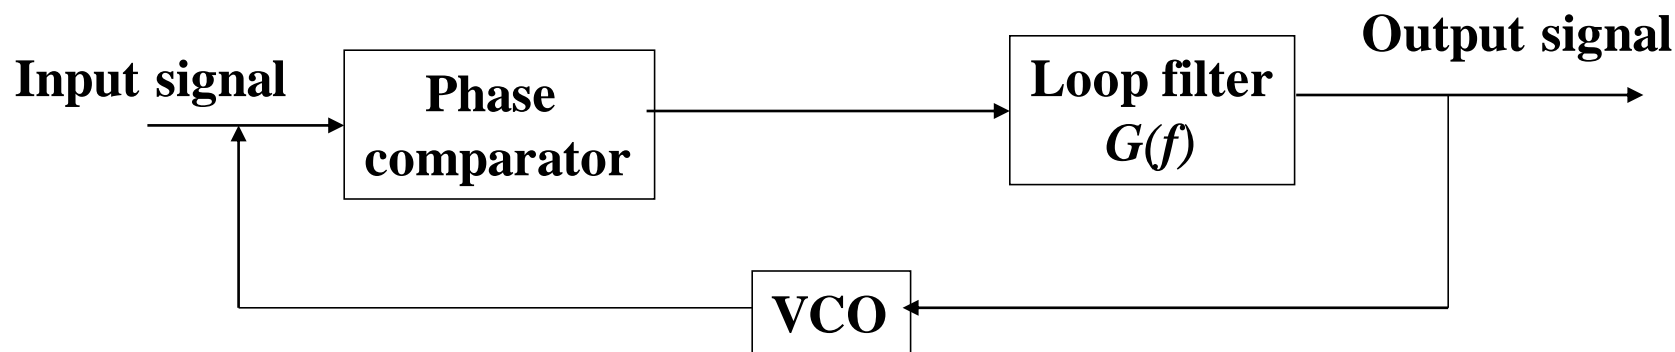 Input signal
Phase
comparator
Loop filter
G(f)
Output signal
VCO